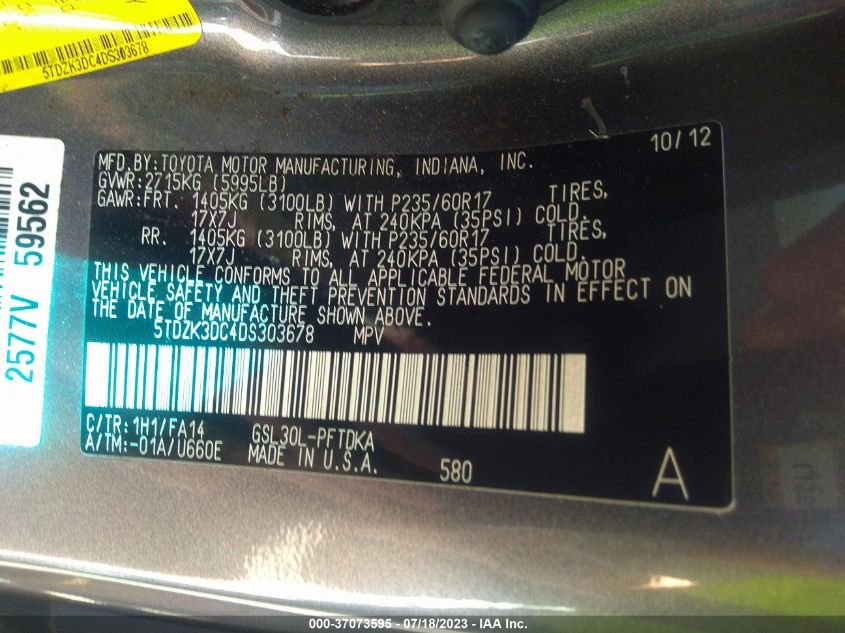 5TDZK3DC4DS303678
2577V 59562
10/12
MFD.BY:TOYOTA MOTOR MANUFACTURING, INDIANA, INC.
GVWR:2715KG (5995LB)
GAWR:FRT. 1405KG (3100LB) WITH P235/60R17 TIRES,
17X7J RIMS, AT 240KPA (35PSI) COLD.
RR. 1405KG (3100LB) WITH P235/60R17 TIRES,
17X7J RIMS, AT 240KPA (35PSI) COLD.
THIS VEHICLE CONFORMS TO ALL APPLICABLE FEDERAL MOTOR
VEHICLE SAFETY AND THEFT PREVENTION STANDARDS IN EFFECT ON
THE DATE OF MANUFACTURE SHOWN ABOVE.
5TDZK3DC4DS303678 MPV
C/TR:1H1/FA14 GSL30L-PFTDKA
A/TM:-01A/U660E MADE IN U.S.A. 580 A
000-37073595 - 07/18/2023 - IAA Inc.